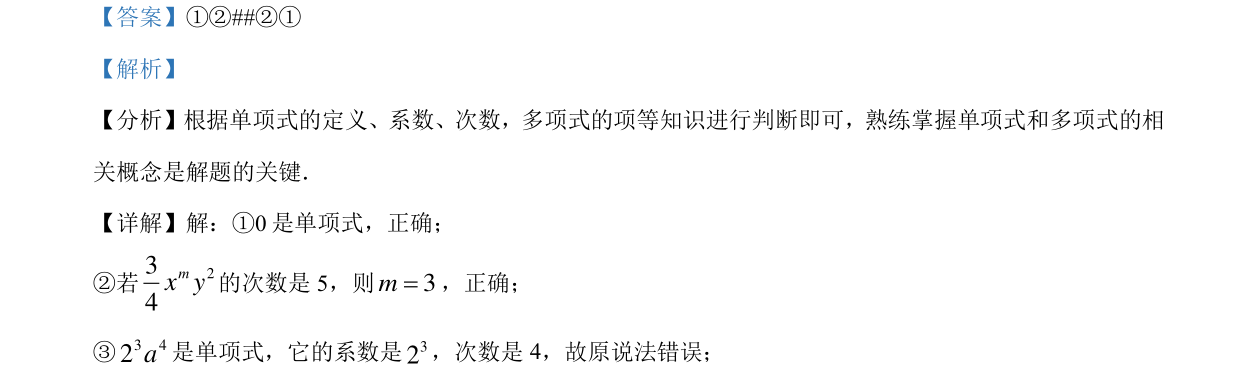 【答案】①②##②①
【解析】
【分析】根据单项式的定义、系数、次数，多项式的项等知识进行判断即可，熟练掌握单项式和多项式的相
关概念是解题的关键．
【详解】解：①0 是单项式，正确；
②若 $\frac{3}{4}x^m y^2$ 的次数是 5，则 $m=3$，正确；
③ $2^3a^4$ 是单项式，它的系数是 $2^3$，次数是 4，故原说法错误；